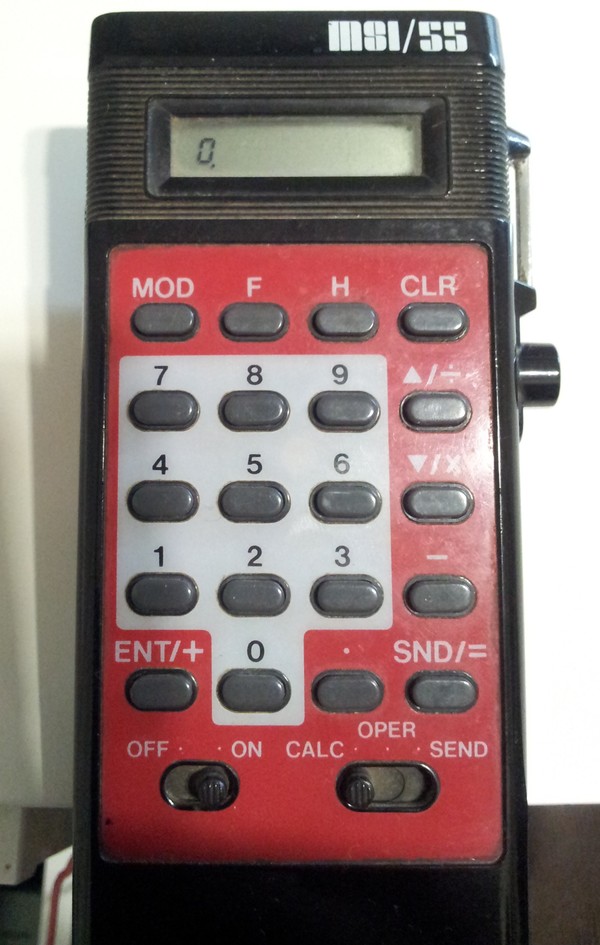 MSI/55
0.
MOD F H CLR
7 8 9 ▲/÷
4 5 6 ▼/×
1 2 3 −
ENT/+ 0 · SND/=
OPER
OFF · · ON CALC · · · SEND